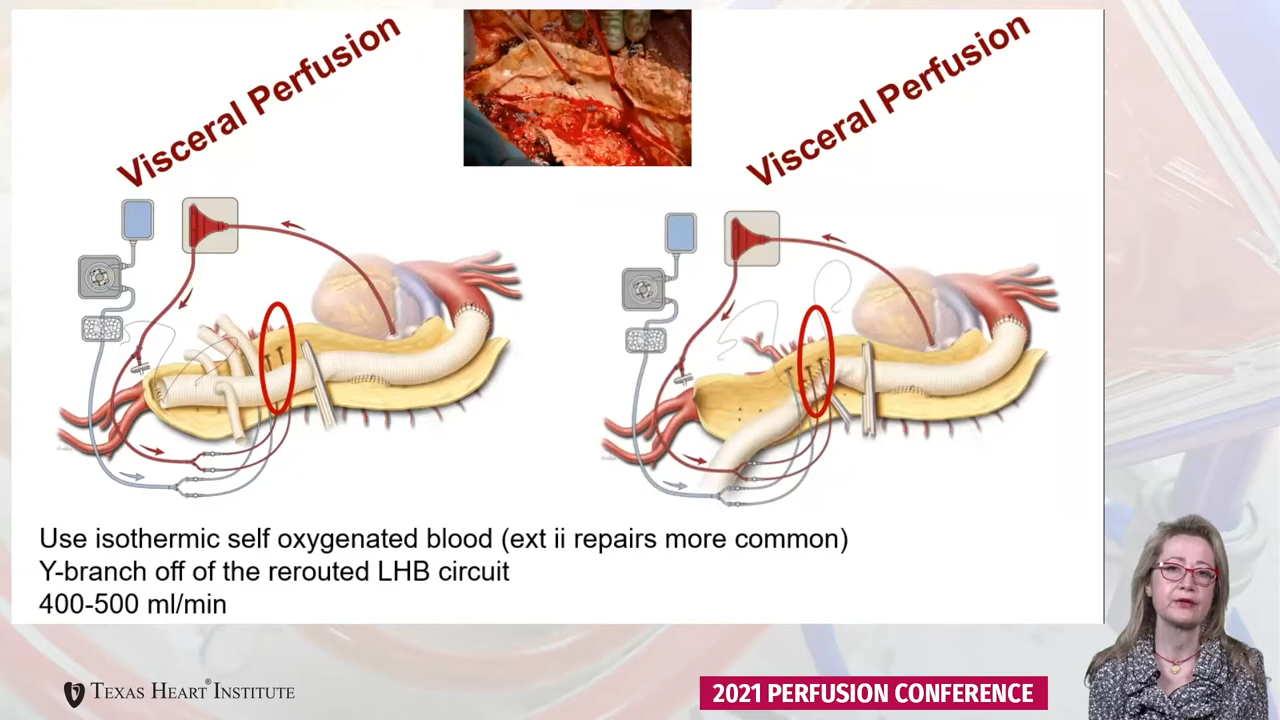 Visceral Perfusion
Visceral Perfusion
Use isothermic self oxygenated blood (ext ii repairs more common)
Y-branch off of the rerouted LHB circuit
400-500 ml/min
TEXAS HEART® INSTITUTE
2021 PERFUSION CONFERENCE